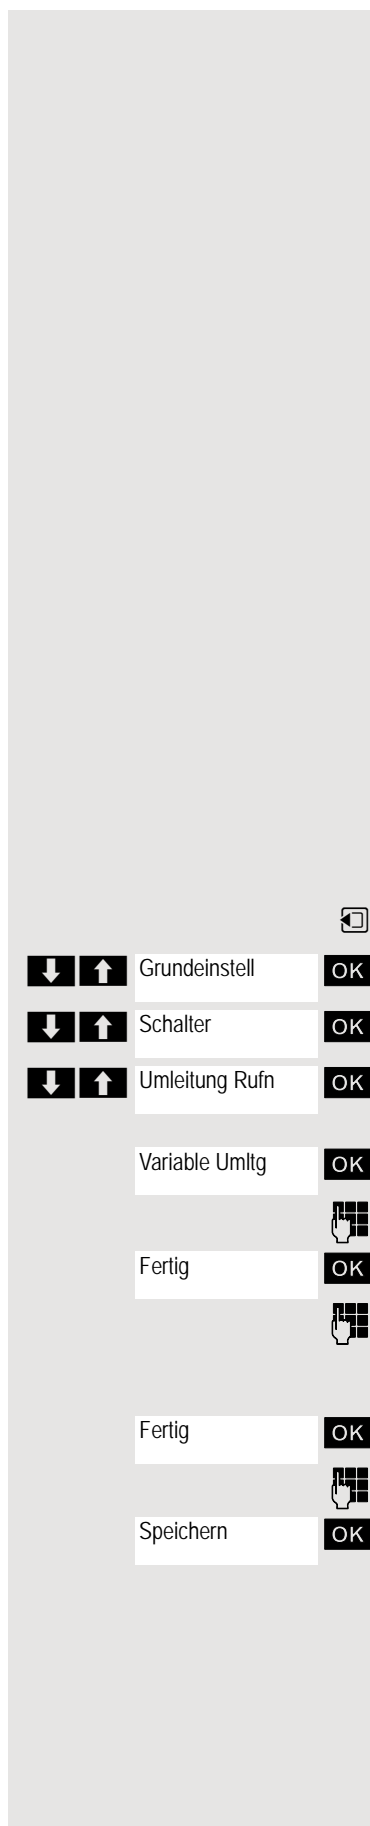 Grundeinstell OK
Schalter OK
Umleitung Rufn OK
Variable Umltg OK
Fertig OK
Fertig OK
Speichern OK